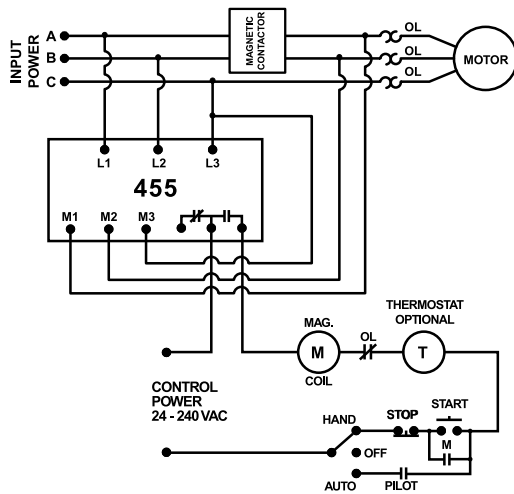 INPUT POWER
A
B
C
MAGNETIC
CONTACTOR
OL
OL
OL
MOTOR
L1 L2 L3
455
M1 M2 M3
MAG.
M
COIL
OL
THERMOSTAT
OPTIONAL
T
CONTROL
POWER
24 - 240 VAC
HAND
OFF
AUTO
STOP
START
M
PILOT